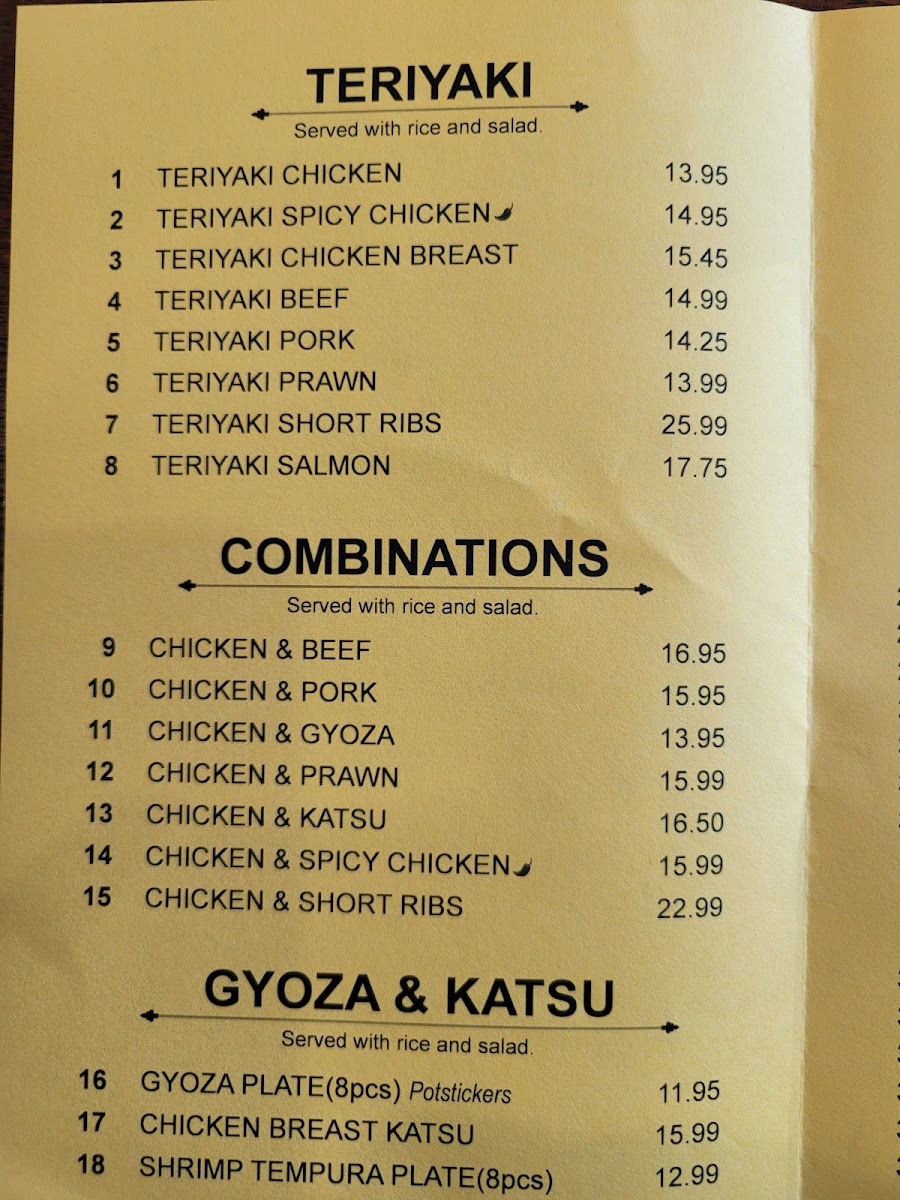 TERIYAKI
Served with rice and salad.
1 TERIYAKI CHICKEN 13.95
2 TERIYAKI SPICY CHICKEN 14.95
3 TERIYAKI CHICKEN BREAST 15.45
4 TERIYAKI BEEF 14.99
5 TERIYAKI PORK 14.25
6 TERIYAKI PRAWN 13.99
7 TERIYAKI SHORT RIBS 25.99
8 TERIYAKI SALMON 17.75
COMBINATIONS
Served with rice and salad.
9 CHICKEN & BEEF 16.95
10 CHICKEN & PORK 15.95
11 CHICKEN & GYOZA 13.95
12 CHICKEN & PRAWN 15.99
13 CHICKEN & KATSU 16.50
14 CHICKEN & SPICY CHICKEN 15.99
15 CHICKEN & SHORT RIBS 22.99
GYOZA & KATSU
Served with rice and salad.
16 GYOZA PLATE(8pcs) Potstickers 11.95
17 CHICKEN BREAST KATSU 15.99
18 SHRIMP TEMPURA PLATE(8pcs) 12.99